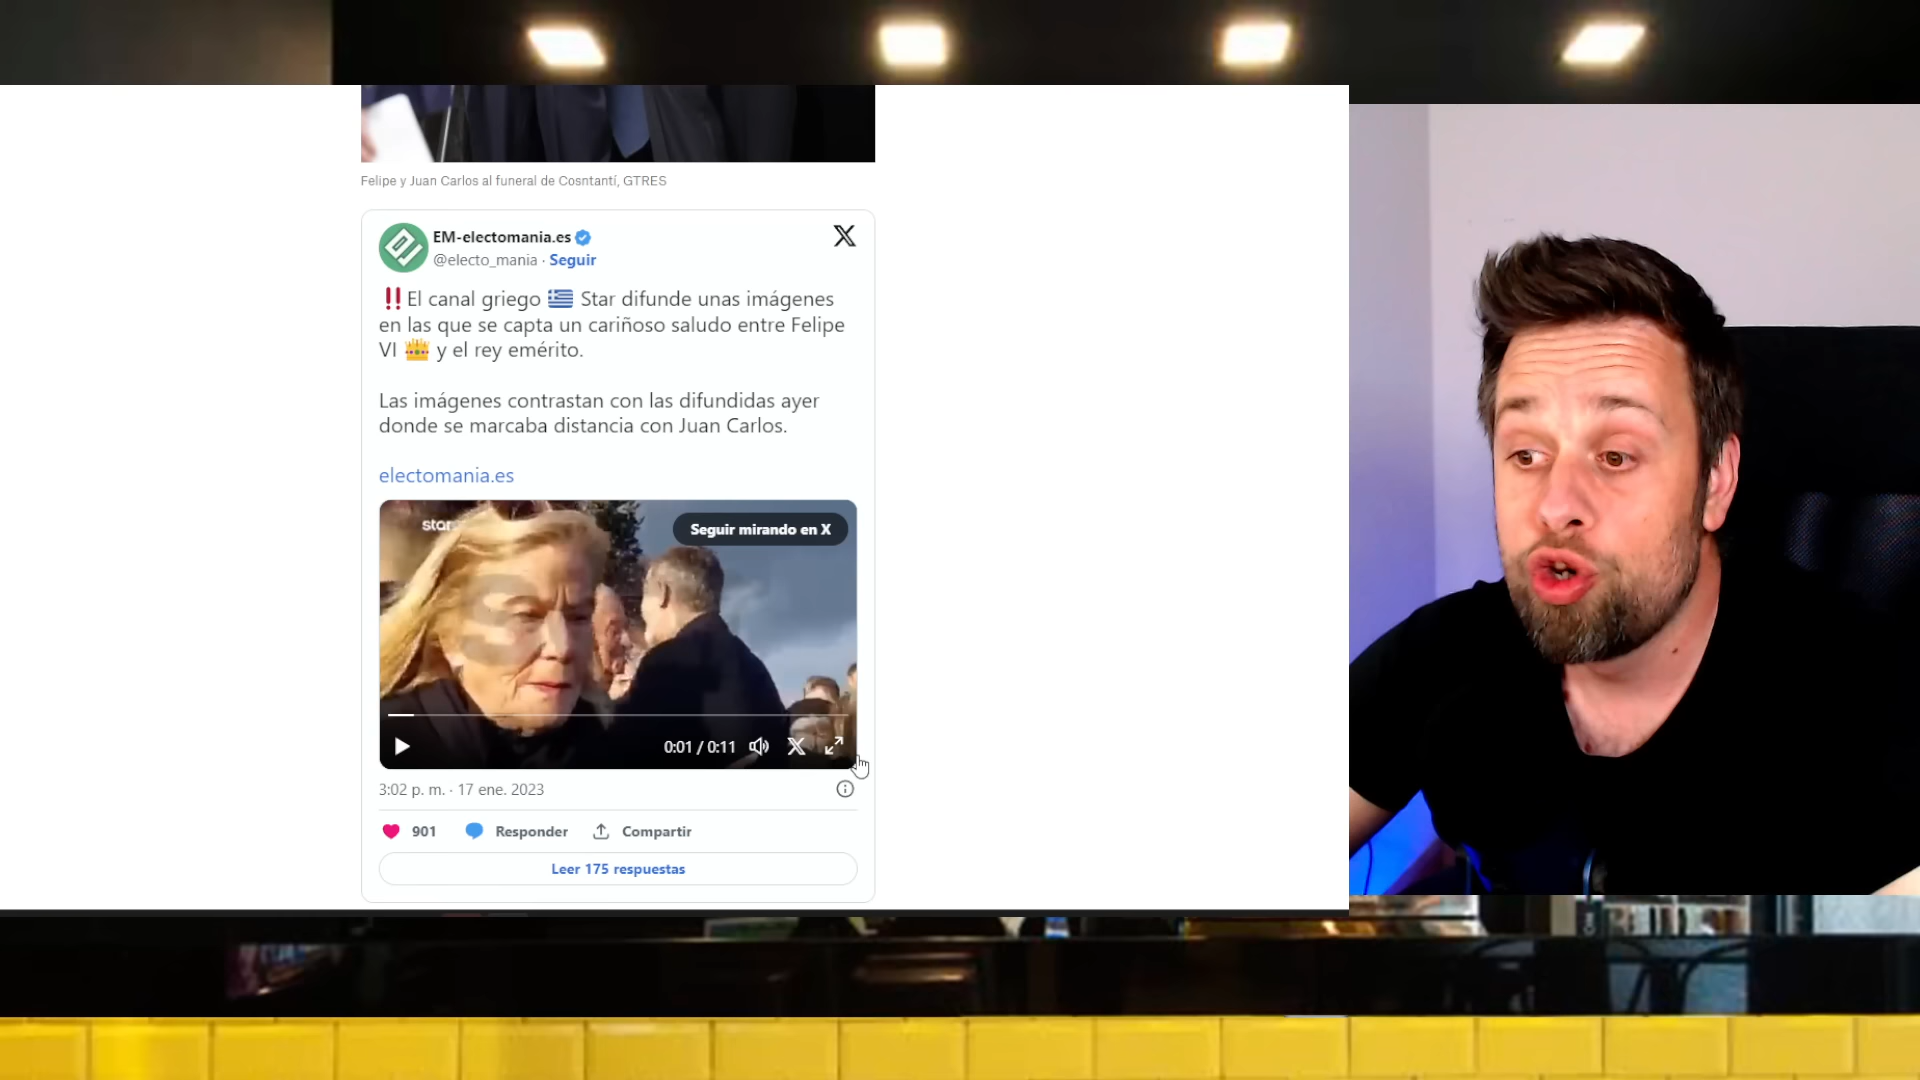 Felipe y Juan Carlos al funeral de Cosntantí, GTRES
EM-electomania.es
@electo_mania · Seguir
‼️El canal griego 🇬🇷 Star difunde unas imágenes
en las que se capta un cariñoso saludo entre Felipe
VI 👑 y el rey emérito.
Las imágenes contrastan con las difundidas ayer
donde se marcaba distancia con Juan Carlos.
electomania.es
star
Seguir mirando en X
0:01 / 0:11
3:02 p. m. · 17 ene. 2023
901 Responder Compartir
Leer 175 respuestas